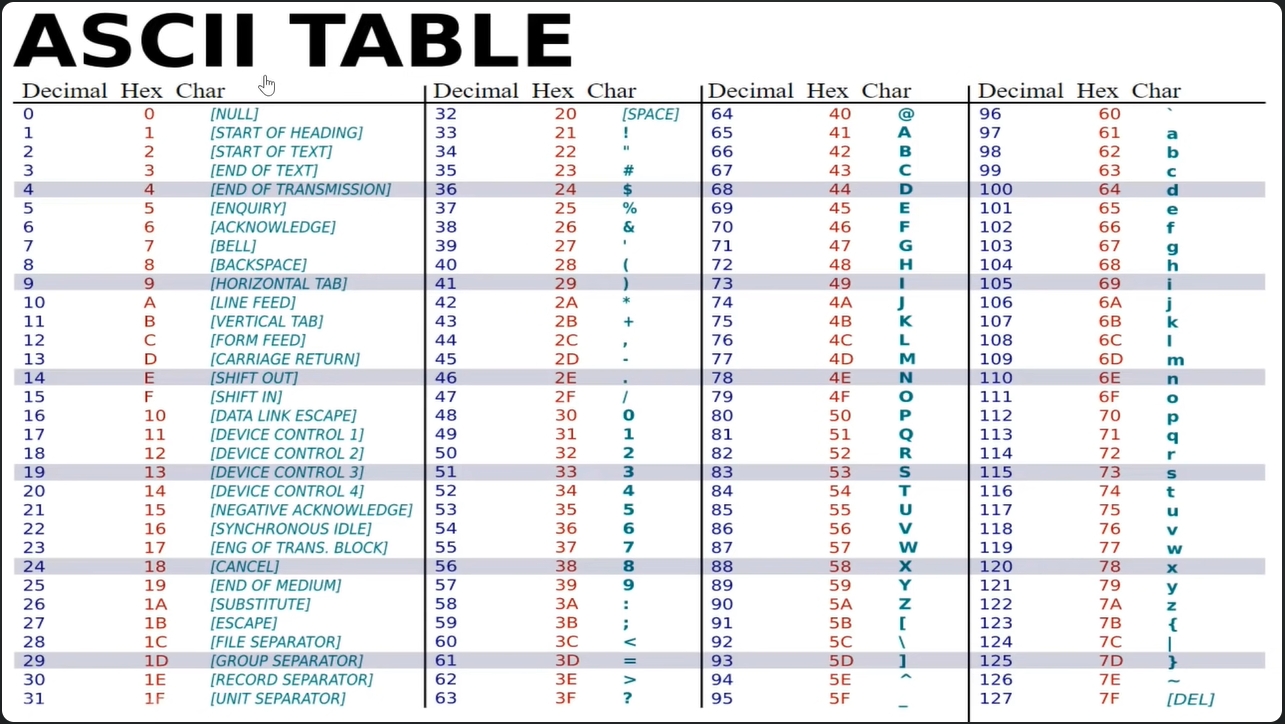 ASCII TABLE
Decimal Hex Char Decimal Hex Char Decimal Hex Char Decimal Hex Char
0 0 [NULL] 32 20 [SPACE] 64 40 @ 96 60 `
1 1 [START OF HEADING] 33 21 ! 65 41 A 97 61 a
2 2 [START OF TEXT] 34 22 " 66 42 B 98 62 b
3 3 [END OF TEXT] 35 23 # 67 43 C 99 63 c
4 4 [END OF TRANSMISSION] 36 24 $ 68 44 D 100 64 d
5 5 [ENQUIRY] 37 25 % 69 45 E 101 65 e
6 6 [ACKNOWLEDGE] 38 26 & 70 46 F 102 66 f
7 7 [BELL] 39 27 ' 71 47 G 103 67 g
8 8 [BACKSPACE] 40 28 ( 72 48 H 104 68 h
9 9 [HORIZONTAL TAB] 41 29 ) 73 49 I 105 69 i
10 A [LINE FEED] 42 2A * 74 4A J 106 6A j
11 B [VERTICAL TAB] 43 2B + 75 4B K 107 6B k
12 C [FORM FEED] 44 2C , 76 4C L 108 6C l
13 D [CARRIAGE RETURN] 45 2D - 77 4D M 109 6D m
14 E [SHIFT OUT] 46 2E . 78 4E N 110 6E n
15 F [SHIFT IN] 47 2F / 79 4F O 111 6F o
16 10 [DATA LINK ESCAPE] 48 30 0 80 50 P 112 70 p
17 11 [DEVICE CONTROL 1] 49 31 1 81 51 Q 113 71 q
18 12 [DEVICE CONTROL 2] 50 32 2 82 52 R 114 72 r
19 13 [DEVICE CONTROL 3] 51 33 3 83 53 S 115 73 s
20 14 [DEVICE CONTROL 4] 52 34 4 84 54 T 116 74 t
21 15 [NEGATIVE ACKNOWLEDGE] 53 35 5 85 55 U 117 75 u
22 16 [SYNCHRONOUS IDLE] 54 36 6 86 56 V 118 76 v
23 17 [ENG OF TRANS. BLOCK] 55 37 7 87 57 W 119 77 w
24 18 [CANCEL] 56 38 8 88 58 X 120 78 x
25 19 [END OF MEDIUM] 57 39 9 89 59 Y 121 79 y
26 1A [SUBSTITUTE] 58 3A : 90 5A Z 122 7A z
27 1B [ESCAPE] 59 3B ; 91 5B [ 123 7B {
28 1C [FILE SEPARATOR] 60 3C < 92 5C \ 124 7C |
29 1D [GROUP SEPARATOR] 61 3D = 93 5D ] 125 7D }
30 1E [RECORD SEPARATOR] 62 3E > 94 5E ^ 126 7E ~
31 1F [UNIT SEPARATOR] 63 3F ? 95 5F _ 127 7F [DEL]